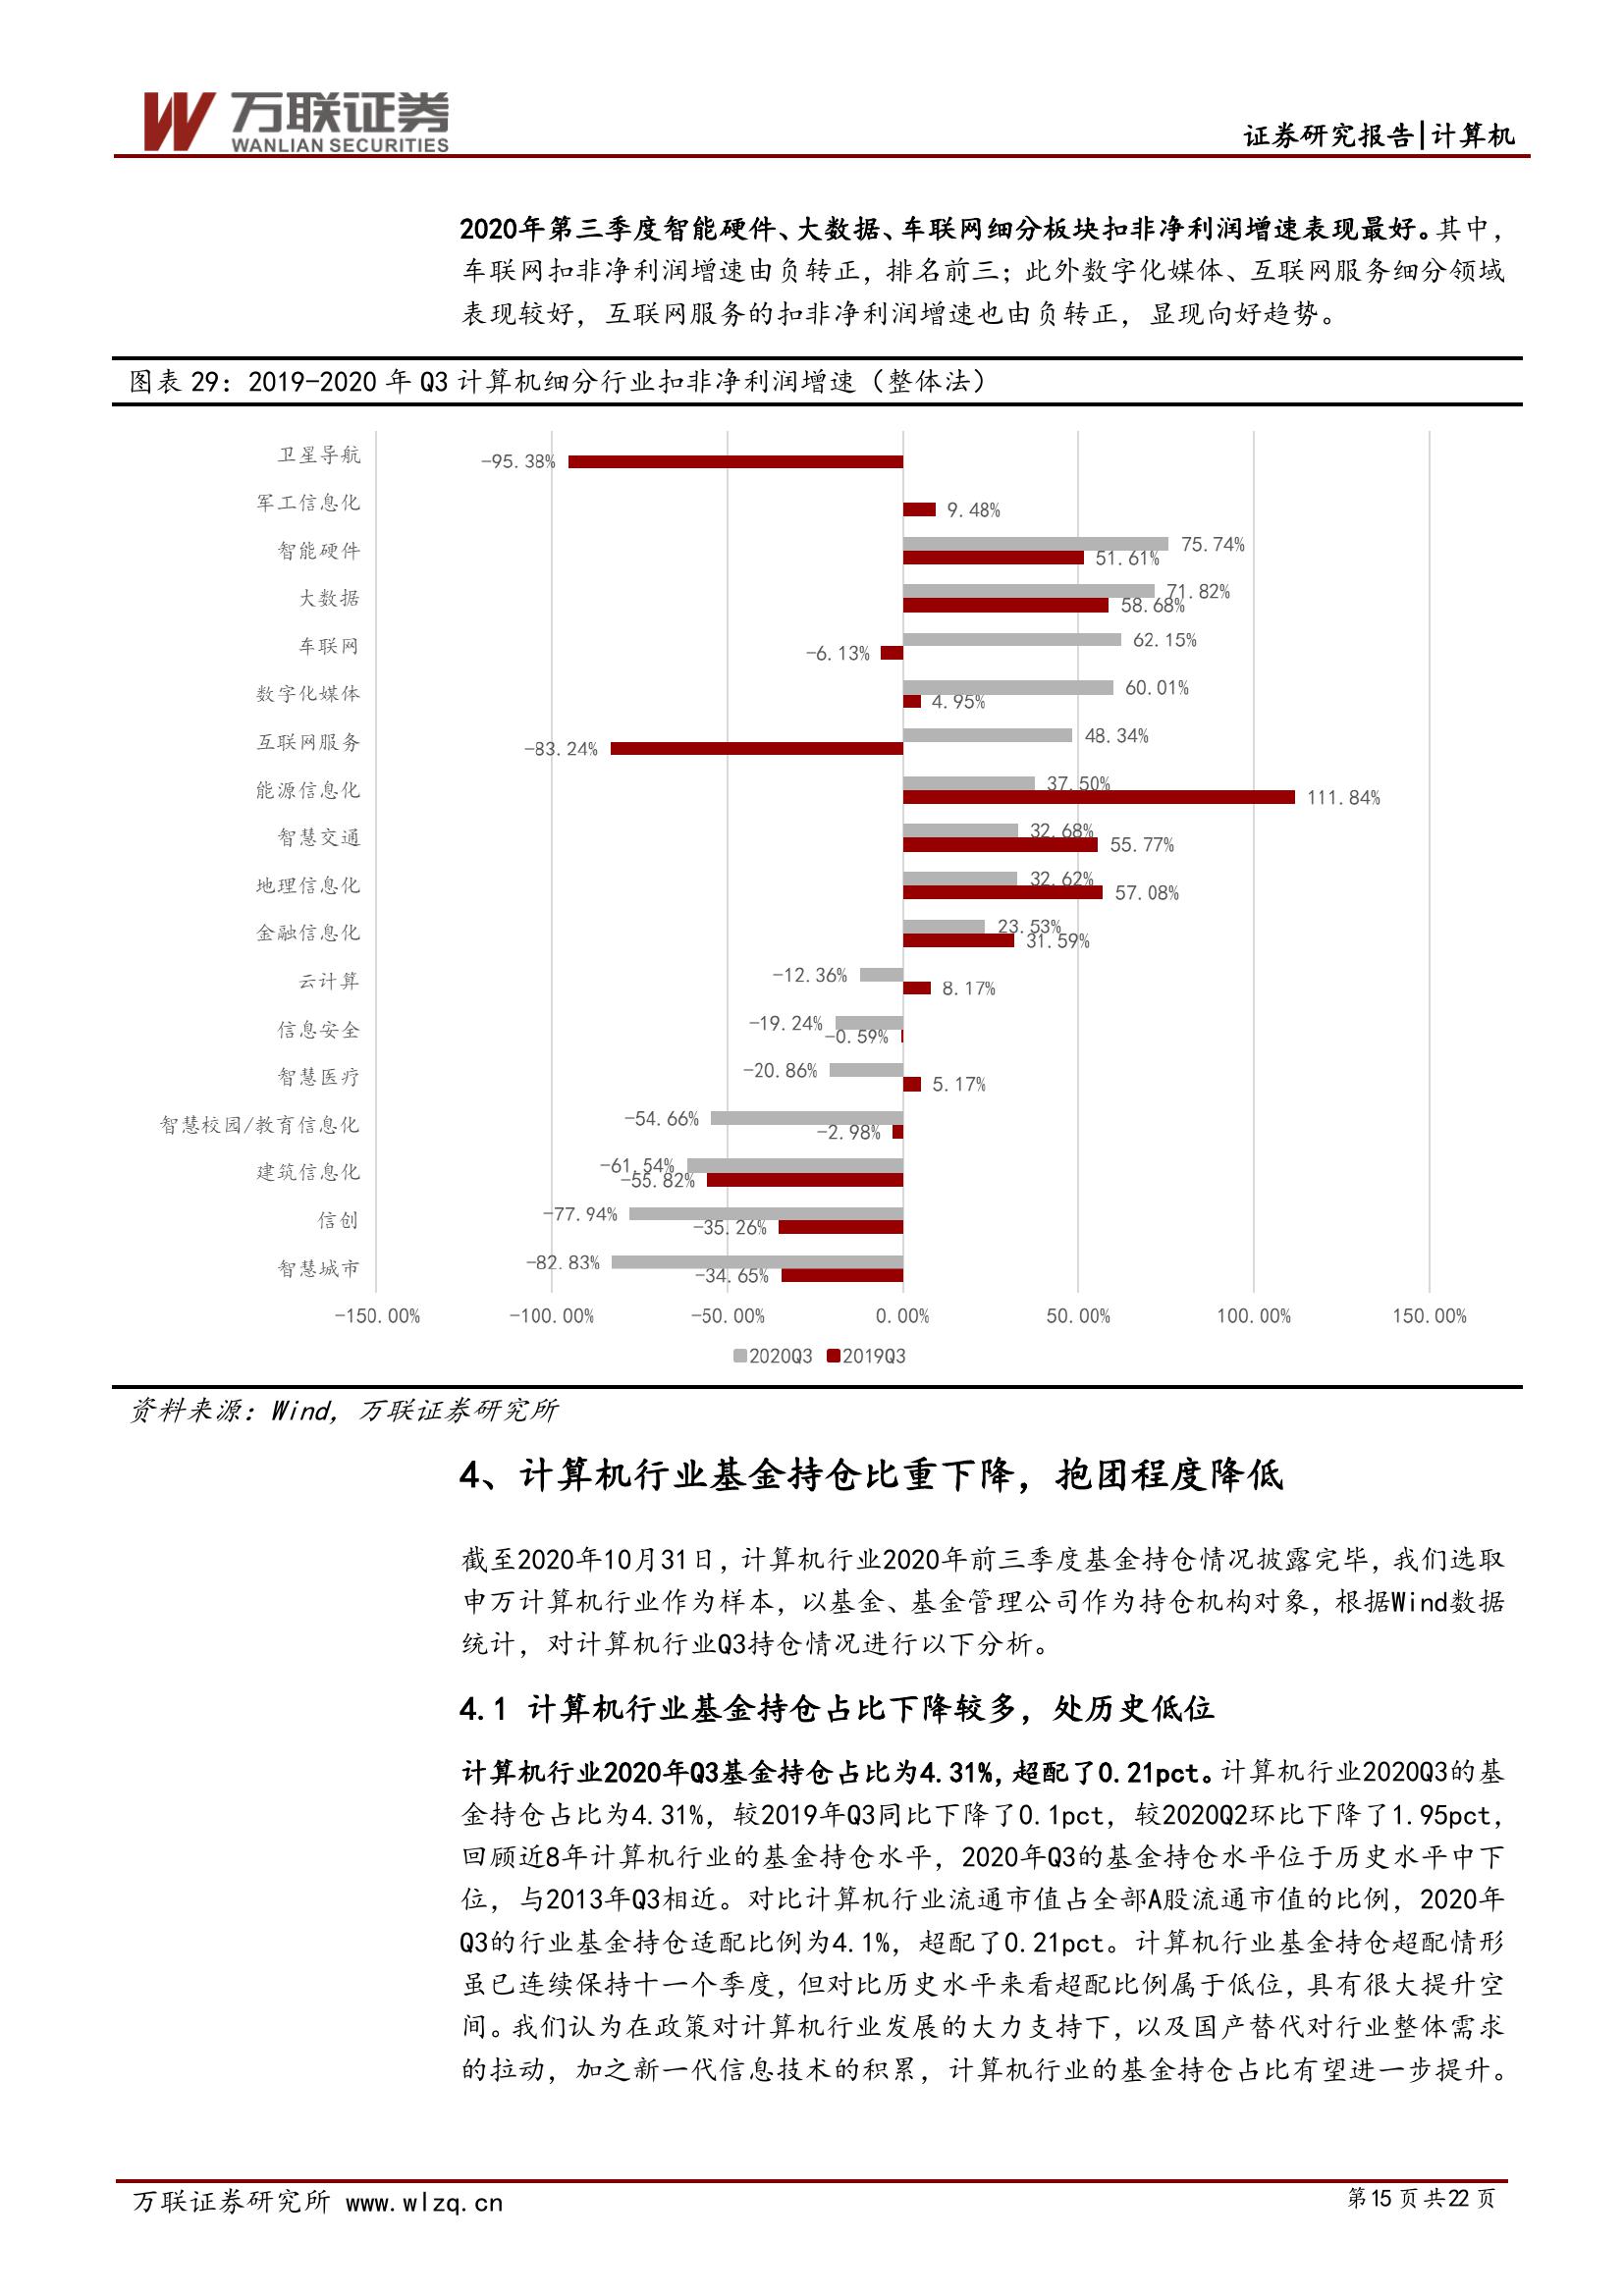 万联证券
WANLIAN SECURITIES
证券研究报告|计算机
2020年第三季度智能硬件、大数据、车联网细分板块扣非净利润增速表现最好。其中，
车联网扣非净利润增速由负转正，排名前三；此外数字化媒体、互联网服务细分领域
表现较好，互联网服务的扣非净利润增速也由负转正，显现向好趋势。
图表 29：2019-2020 年 Q3 计算机细分行业扣非净利润增速（整体法）
卫星导航
-95.38%
军工信息化
9.48%
智能硬件
75.74%
51.61%
大数据
71.82%
58.68%
车联网
62.15%
-6.13%
数字化媒体
60.01%
4.95%
互联网服务
48.34%
-83.24%
能源信息化
37.50%
111.84%
智慧交通
32.68%
55.77%
地理信息化
32.62%
57.08%
金融信息化
23.53%
31.59%
云计算
-12.36%
8.17%
信息安全
-19.24%
-0.59%
智慧医疗
-20.86%
5.17%
智慧校园/教育信息化
-54.66%
-2.98%
建筑信息化
-61.54%
-55.82%
信创
-77.94%
-35.26%
智慧城市
-82.83%
-34.65%
-150.00% -100.00% -50.00% 0.00% 50.00% 100.00% 150.00%
2020Q3 2019Q3
资料来源：Wind，万联证券研究所
4、计算机行业基金持仓比重下降，抱团程度降低
截至2020年10月31日，计算机行业2020年前三季度基金持仓情况披露完毕，我们选取
申万计算机行业作为样本，以基金、基金管理公司作为持仓机构对象，根据Wind数据
统计，对计算机行业Q3持仓情况进行以下分析。
4.1 计算机行业基金持仓占比下降较多，处历史低位
计算机行业2020年Q3基金持仓占比为4.31%，超配了0.21pct。计算机行业2020Q3的基
金持仓占比为4.31%，较2019年Q3同比下降了0.1pct，较2020Q2环比下降了1.95pct，
回顾近8年计算机行业的基金持仓水平，2020年Q3的基金持仓水平位于历史水平中下
位，与2013年Q3相近。对比计算机行业流通市值占全部A股流通市值的比例，2020年
Q3的行业基金持仓适配比例为4.1%，超配了0.21pct。计算机行业基金持仓超配情形
虽已连续保持十一个季度，但对比历史水平来看超配比例属于低位，具有很大提升空
间。我们认为在政策对计算机行业发展的大力支持下，以及国产替代对行业整体需求
的拉动，加之新一代信息技术的积累，计算机行业的基金持仓占比有望进一步提升。
万联证券研究所 www.wlzq.cn
第15页共22页